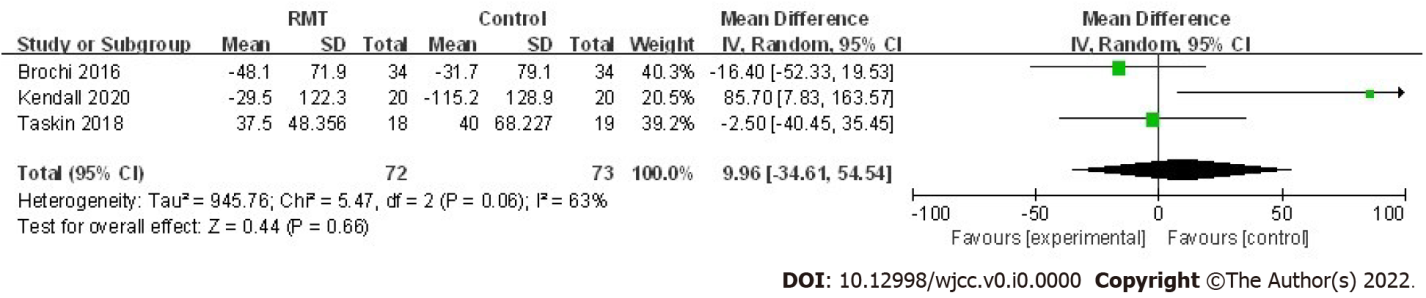 RMT Control Mean Difference Mean Difference
Study or Subgroup Mean SD Total Mean SD Total Weight IV, Random, 95% CI IV, Random, 95% CI
Brochi 2016 -48.1 71.9 34 -31.7 79.1 34 40.3% -16.40 [-52.33, 19.53]
Kendall 2020 -29.5 122.3 20 -115.2 128.9 20 20.5% 85.70 [7.83, 163.57]
Taskin 2018 37.5 48.356 18 40 68.227 19 39.2% -2.50 [-40.45, 35.45]
Total (95% CI) 72 73 100.0% 9.96 [-34.61, 54.54]
Heterogeneity: Tau² = 945.76; Chi² = 5.47, df = 2 (P = 0.06); I² = 63%
Test for overall effect: Z = 0.44 (P = 0.66)
-100 -50 0 50 100
Favours [experimental] Favours [control]
DOI: 10.12998/wjcc.v0.i0.0000 Copyright ©The Author(s) 2022.